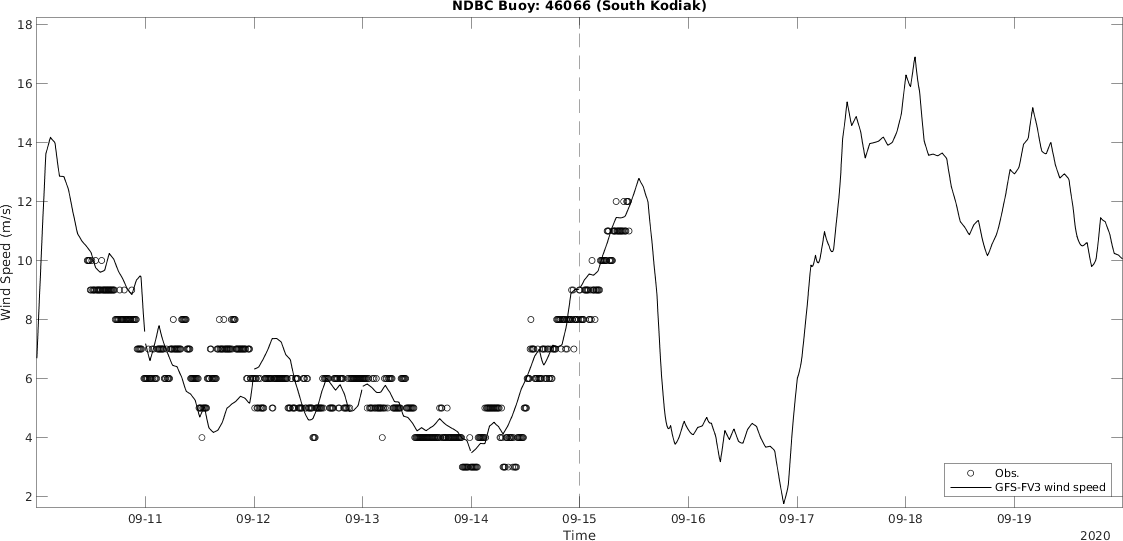 NDBC Buoy: 46066 (South Kodiak)
18
16
14
12
10
8
6
4
2
Wind Speed (m/s)
Obs.
GFS-FV3 wind speed
09-11 09-12 09-13 09-14 09-15 09-16 09-17 09-18 09-19
Time
2020